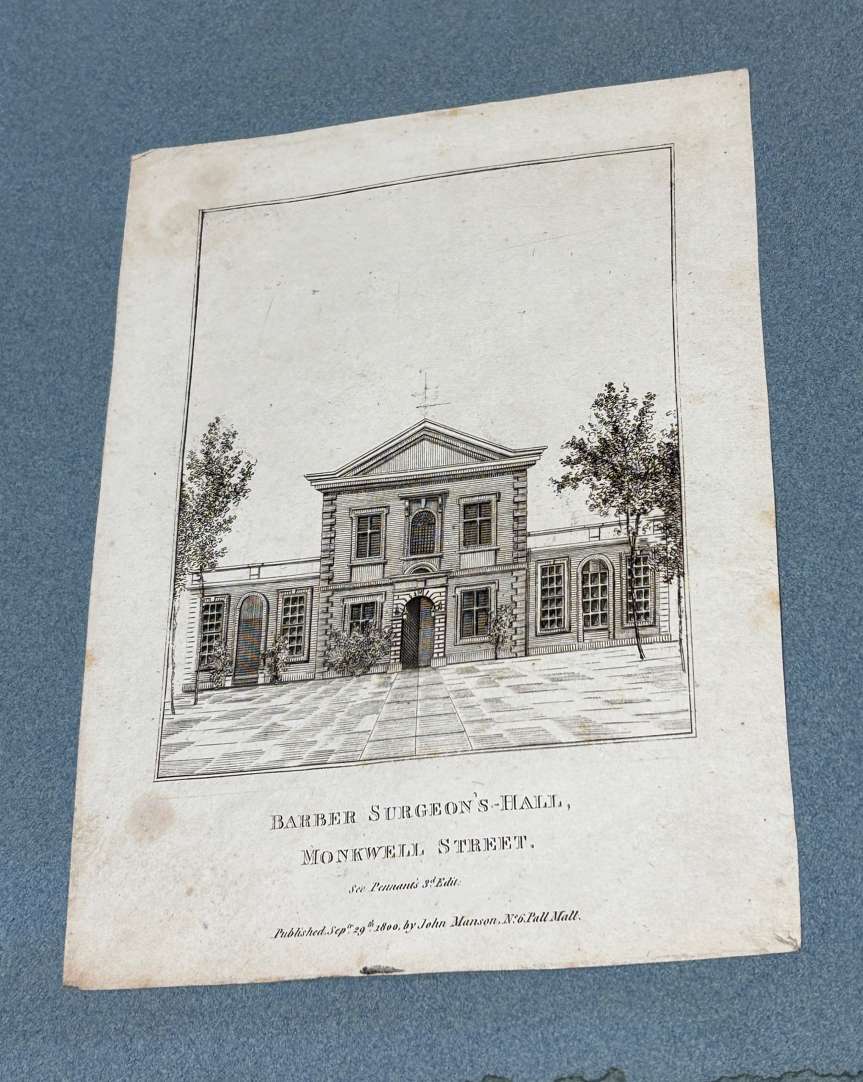 BARBER SURGEON'S-HALL,
MONKWELL STREET.
See Pennant's 3d Edit:
Published, Sepr. 29th 1800, by John Manson, No. 6, Pall Mall.